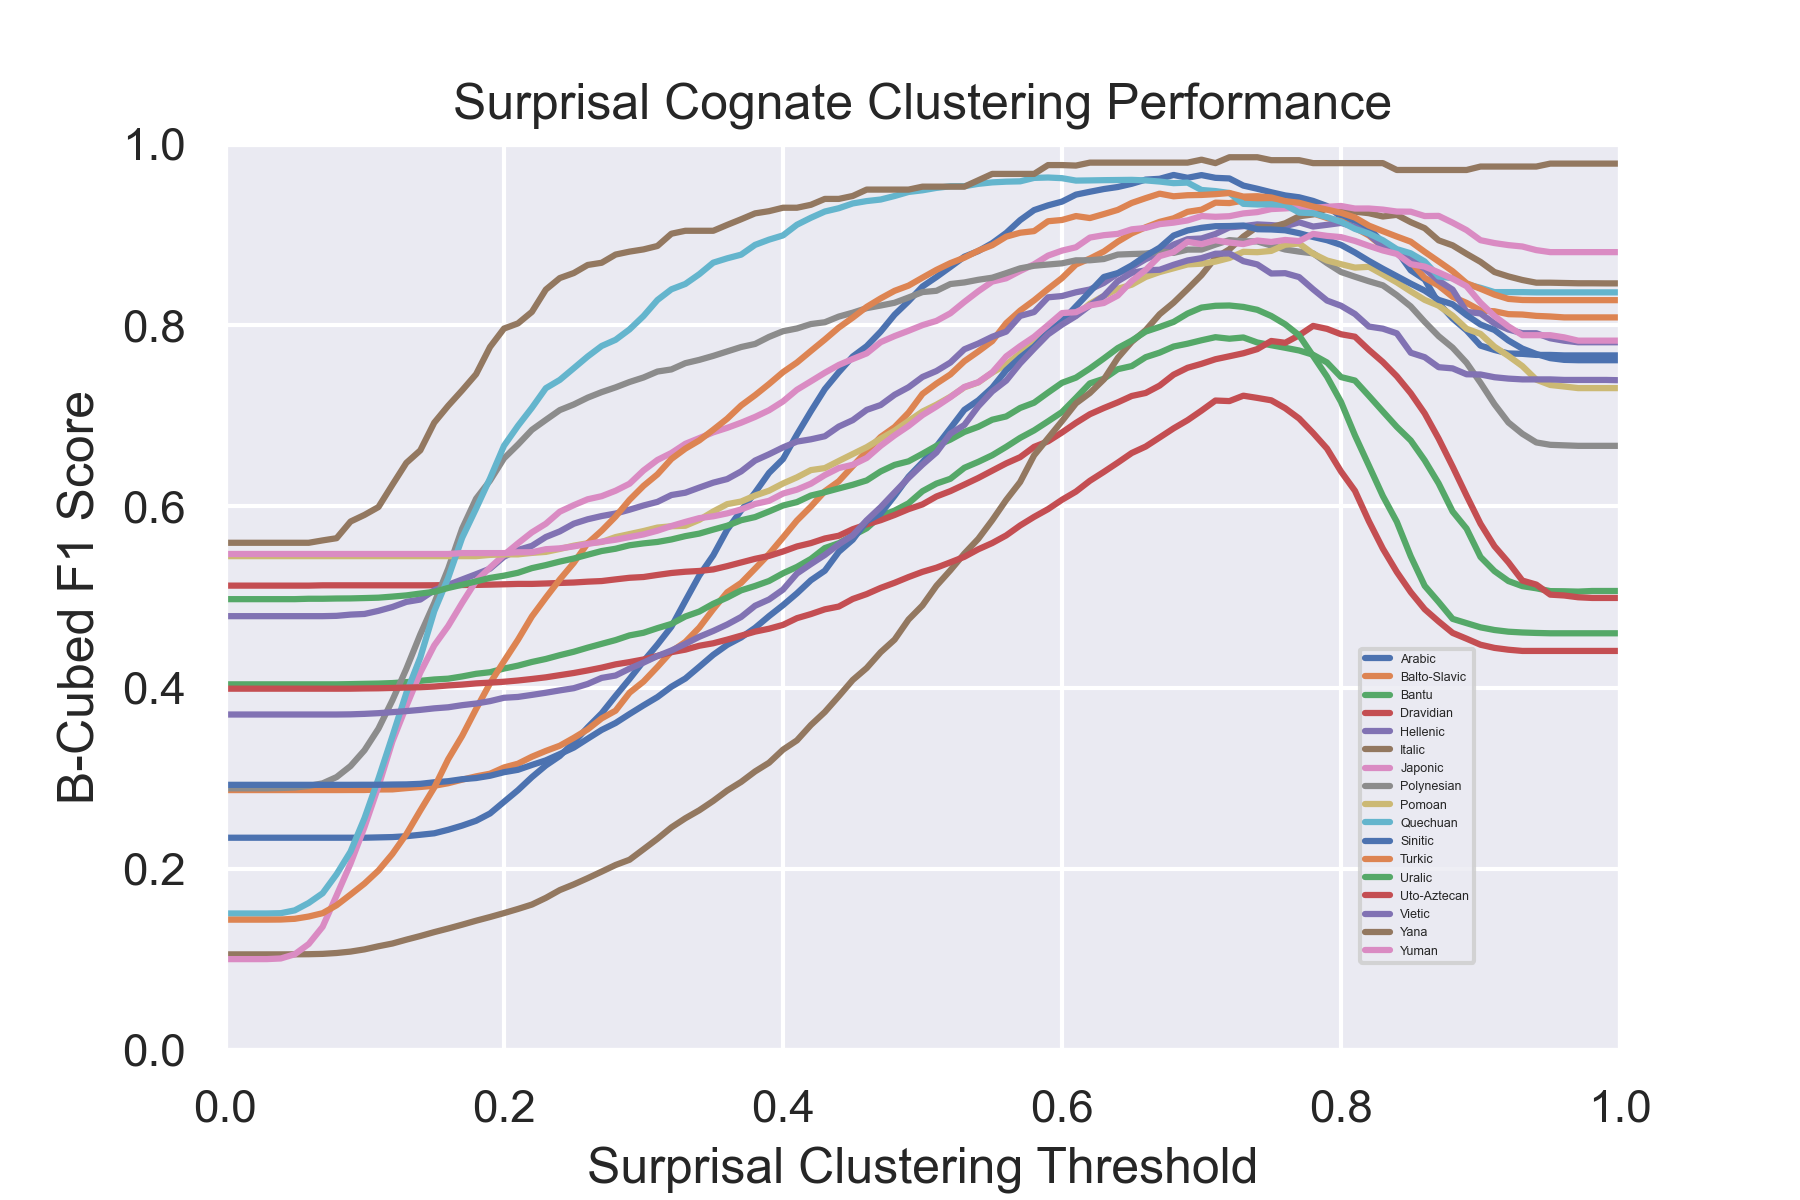 Surprisal Cognate Clustering Performance
1.0
0.8
0.6
0.4
0.2
0.0
B-Cubed F1 Score
Arabic
Balto-Slavic
Bantu
Dravidian
Hellenic
Italic
Japonic
Polynesian
Pomoan
Quechuan
Sinitic
Turkic
Uralic
Uto-Aztecan
Vietic
Yana
Yuman
0.0 0.2 0.4 0.6 0.8 1.0
Surprisal Clustering Threshold